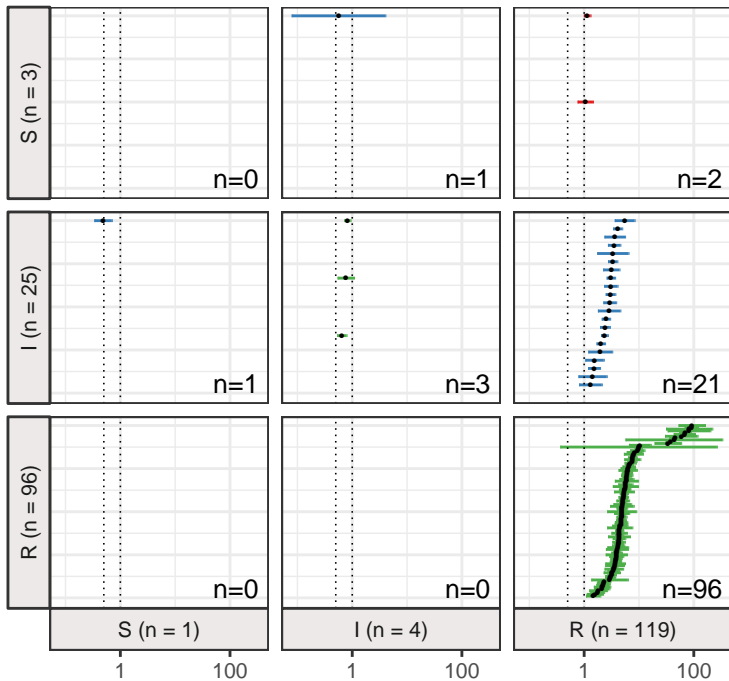 S (n = 3)
n=0
n=1
n=2
I (n = 25)
n=1
n=3
n=21
R (n = 96)
n=0
n=0
n=96
S (n = 1)
I (n = 4)
R (n = 119)
1 100
1 100
1 100